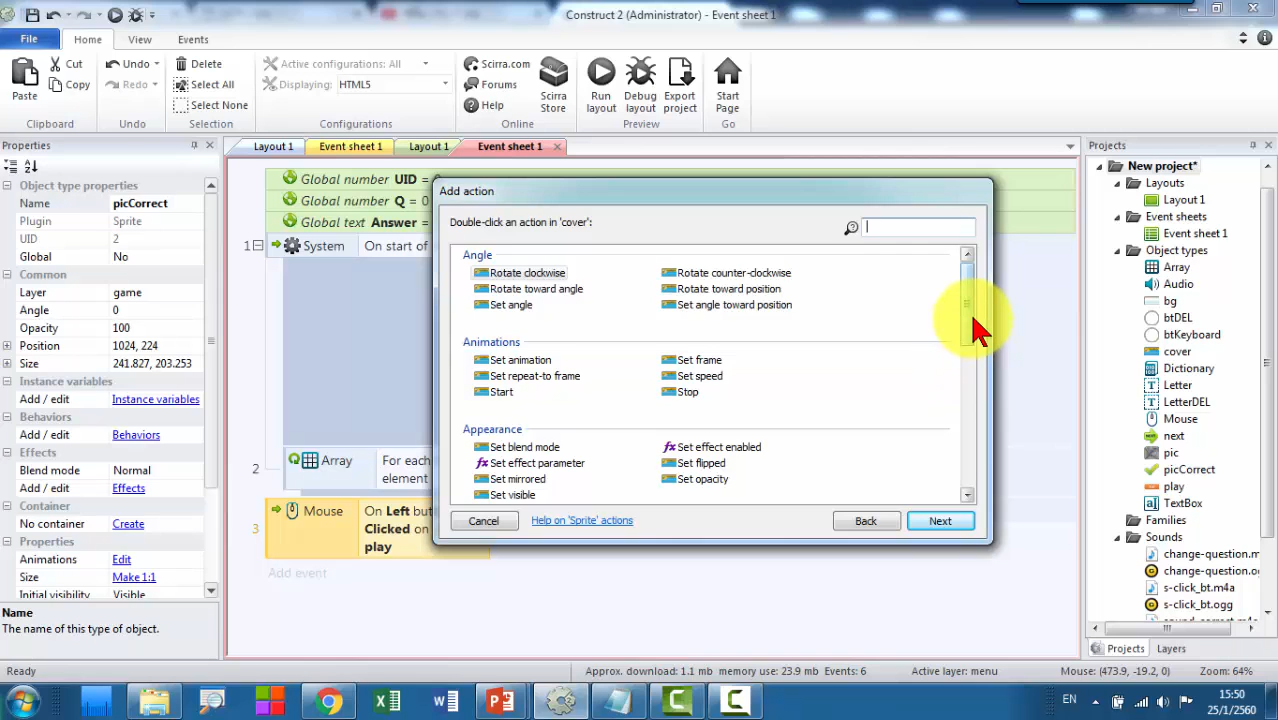 Construct 2 (Administrator) - Event sheet 1
File Home View Events
Paste
Cut
Copy
Clipboard
Undo
Redo
Undo
Delete
Select All
Select None
Selection
Active configurations: All
Displaying: HTML5
Configurations
Scirra.com
Forums
Help
Scirra Store
Online
Run layout
Debug layout
Export project
Preview
Start Page
Go
Properties
Layout 1 Event sheet 1 Layout 1 Event sheet 1
Object type properties
Name picCorrect
Plugin Sprite
UID 2
Global No
Common
Layer game
Angle 0
Opacity 100
Position 1024, 224
Size 241.827, 203.253
Instance variables
Add / edit Instance variables
Behaviors
Add / edit Behaviors
Effects
Blend mode Normal
Add / edit Effects
Container
No container Create
Properties
Animations Edit
Size Make 1:1
Initial visibility Visible
Name
The name of this type of object.
Global number UID = 0
Global number Q = 0
Global text Answer =
1 System On start of
2 Array For each
element
3 Mouse On Left but
Clicked on
play
Add event
Add action
Double-click an action in 'cover':
Angle
Rotate clockwise Rotate counter-clockwise
Rotate toward angle Rotate toward position
Set angle Set angle toward position
Animations
Set animation Set frame
Set repeat-to frame Set speed
Start Stop
Appearance
Set blend mode Set effect enabled
Set effect parameter Set flipped
Set mirrored Set opacity
Set visible
Cancel Help on 'Sprite' actions Back Next
Projects
New project*
Layouts
Layout 1
Event sheets
Event sheet 1
Object types
Array
Audio
bg
btDEL
btKeyboard
cover
Dictionary
Letter
LetterDEL
Mouse
next
pic
picCorrect
play
TextBox
Families
Sounds
change-question.m
change-question.og
s-click_bt.m4a
s-click_bt.ogg
sound_correct.m4a
Projects Layers
Ready Approx. download: 1.1 mb memory use: 23.9 mb Events: 6 Active layer: menu Mouse: (473.9, -19.2, 0) Zoom: 64%
EN
15:50
25/1/2560